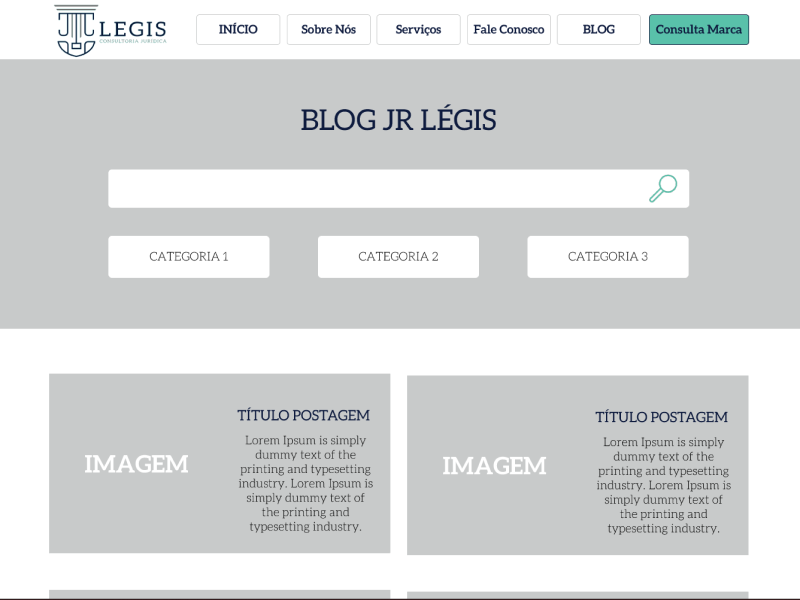 LEGIS
CONSULTORIA JURÍDICA
INÍCIO
Sobre Nós
Serviços
Fale Conosco
BLOG
Consulta Marca
BLOG JR LÉGIS
CATEGORIA 1
CATEGORIA 2
CATEGORIA 3
IMAGEM
TÍTULO POSTAGEM
Lorem Ipsum is simply
dummy text of the
printing and typesetting
industry. Lorem Ipsum is
simply dummy text of
the printing and
typesetting industry.
IMAGEM
TÍTULO POSTAGEM
Lorem Ipsum is simply
dummy text of the
printing and typesetting
industry. Lorem Ipsum is
simply dummy text of
the printing and
typesetting industry.